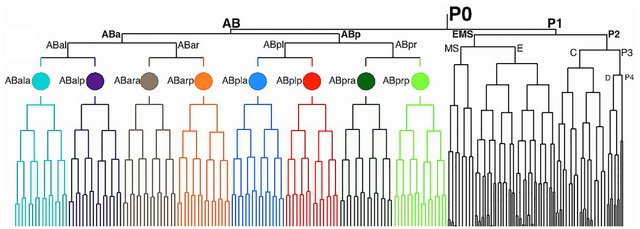 P0
AB P1
ABa ABp EMS P2
ABal ABar ABpl ABpr MS E C P3
ABala ABalp ABara ABarp ABpla ABplp ABpra ABprp D P4